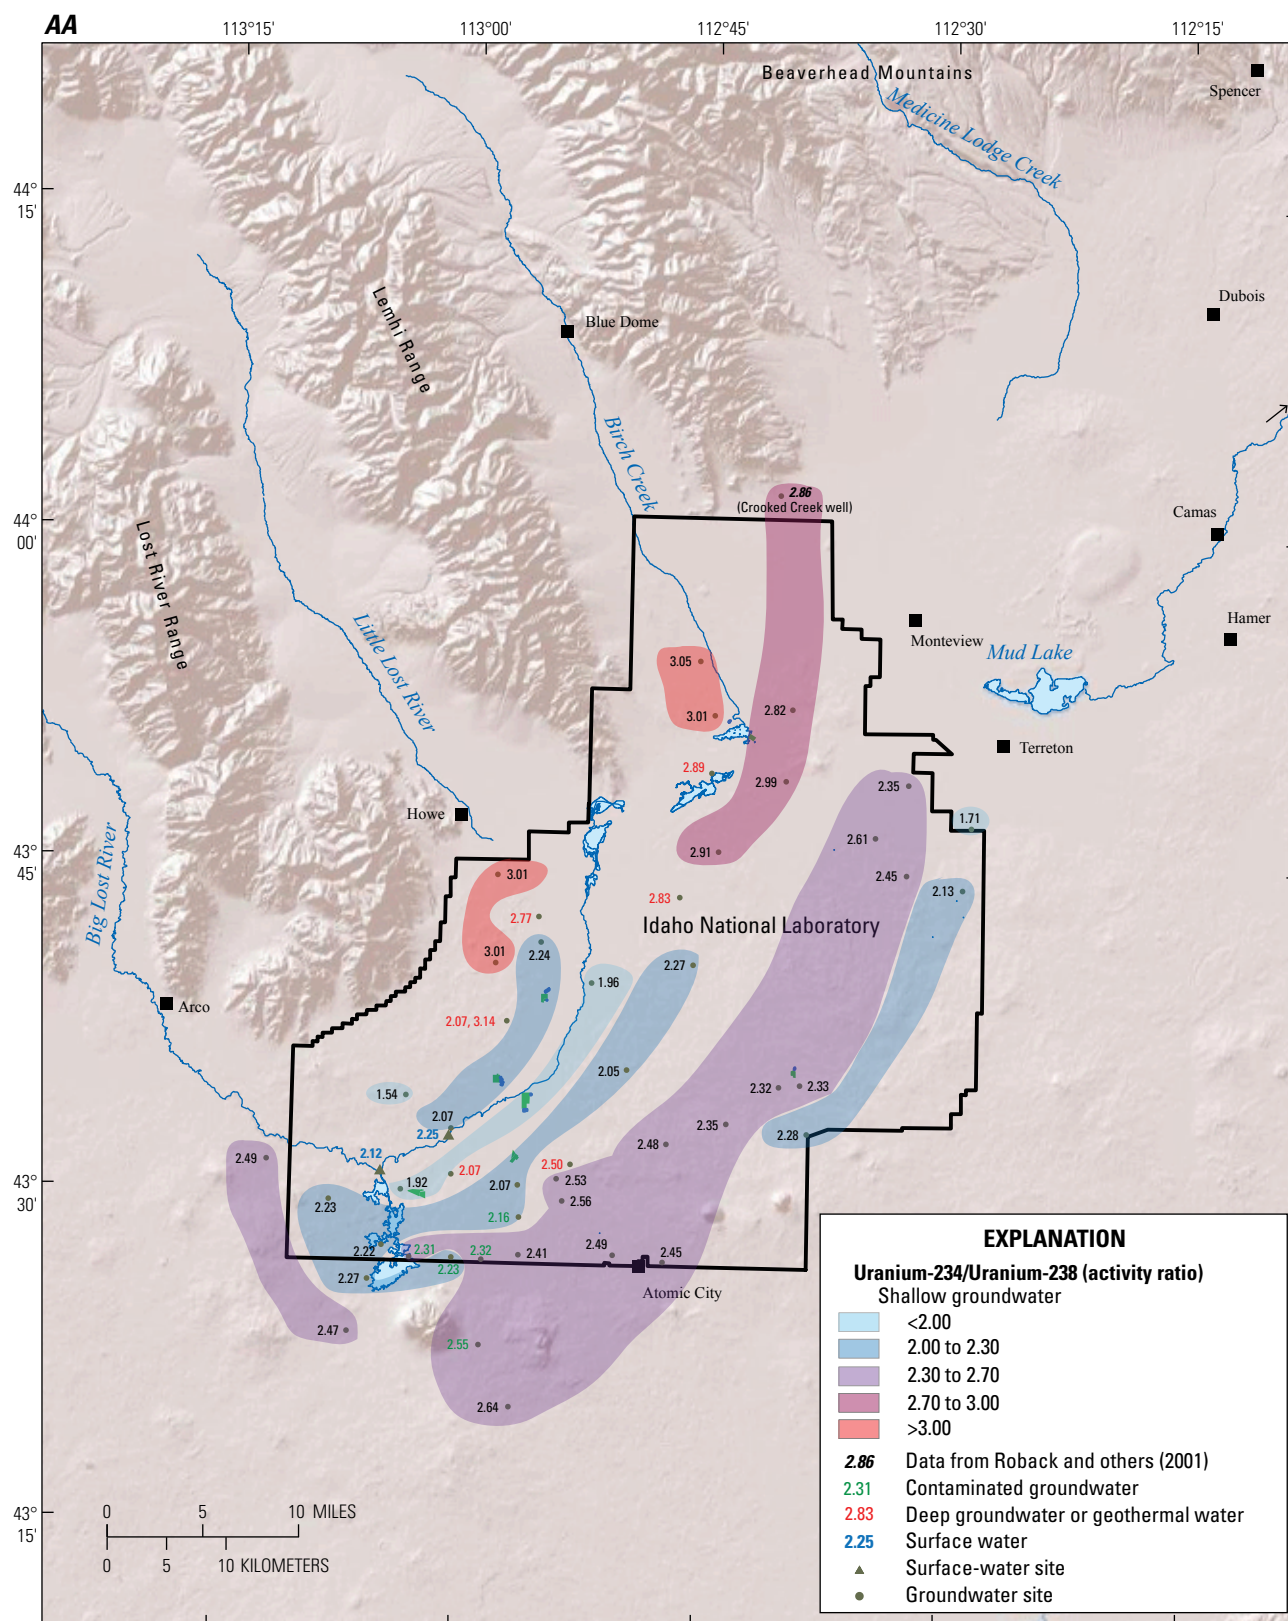 AA
113°15'
113°00'
112°45'
112°30'
112°15'
Beaverhead Mountains
Spencer
Medicine Lodge Creek
44°
15'
Lemhi Range
Blue Dome
Dubois
Birch Creek
2.86
(Crooked Creek well)
44°
00'
Camas
Lost River Range
Little Lost River
Hamer
Monteview
Mud Lake
3.05
3.01
2.82
Terreton
2.89
2.99
2.35
Howe
1.71
2.61
43°
45'
Big Lost River
2.91
3.01
2.45
2.13
2.83
2.77
Idaho National Laboratory
3.01
2.24
2.27
1.96
Arco
2.07, 3.14
2.05
2.32
2.33
1.54
2.07
2.25
2.35
2.28
2.48
2.12
2.49
2.50
43°
30'
2.07
1.92
2.07
2.53
2.23
2.56
2.16
2.22
2.31
2.32
2.41
2.49
2.45
2.23
2.27
Atomic City
2.47
2.55
2.64
43°
15'
0 5 10 MILES
0 5 10 KILOMETERS
EXPLANATION
Uranium-234/Uranium-238 (activity ratio)
Shallow groundwater
<2.00
2.00 to 2.30
2.30 to 2.70
2.70 to 3.00
>3.00
2.86 Data from Roback and others (2001)
2.31 Contaminated groundwater
2.83 Deep groundwater or geothermal water
2.25 Surface water
Surface-water site
Groundwater site